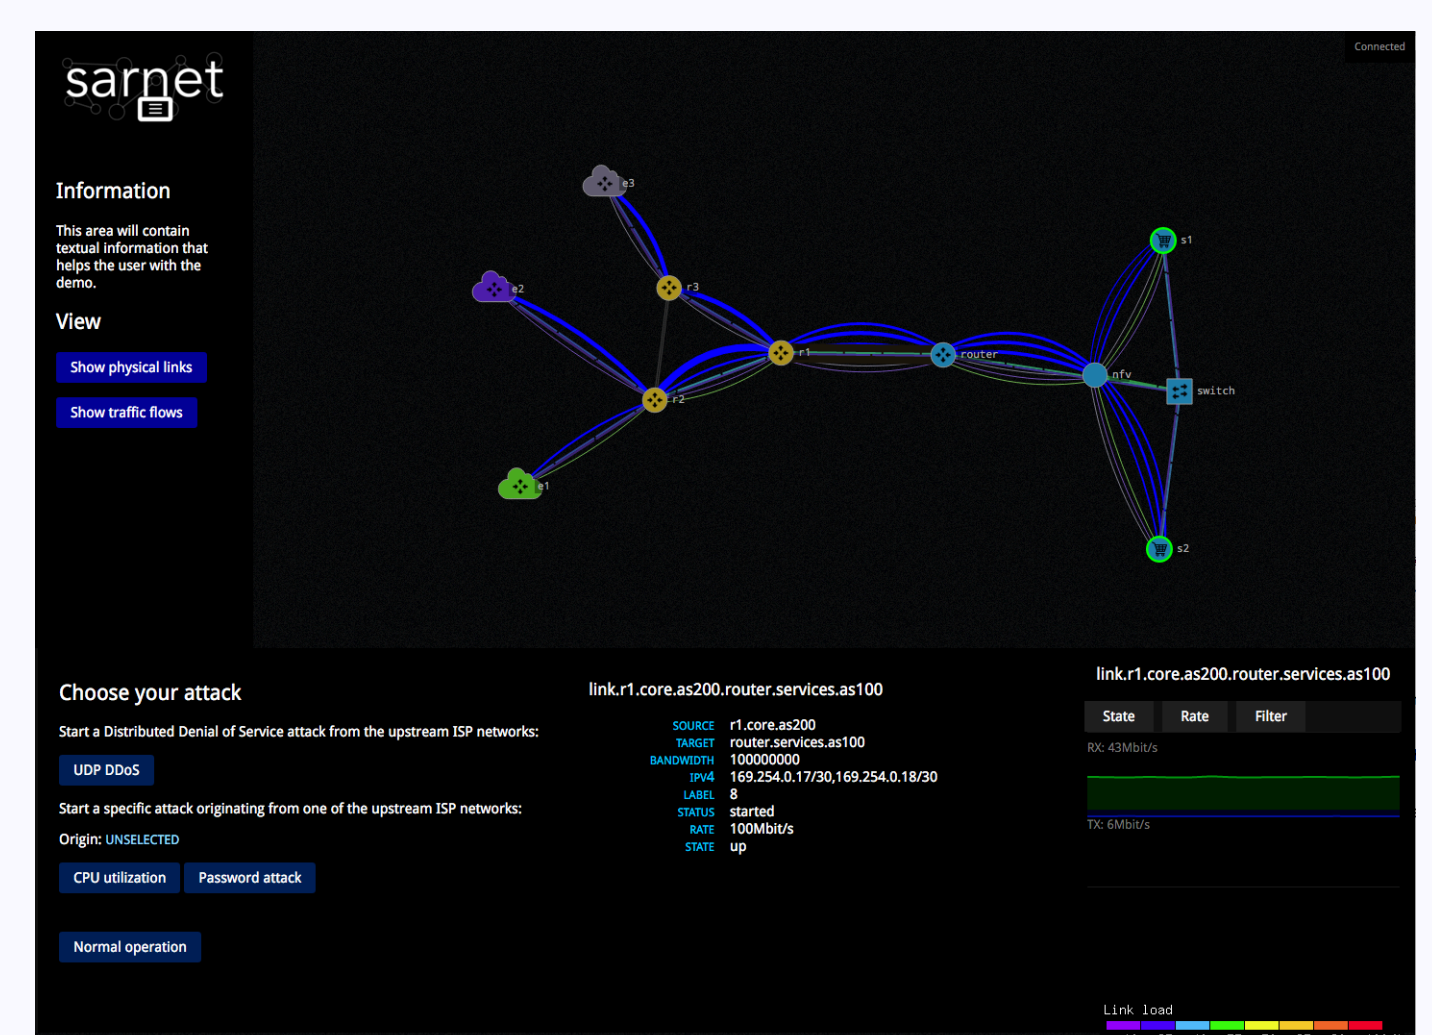 sarnet
Connected
Information
This area will contain
textual information that
helps the user with the
demo.
View
Show physical links
Show traffic flows
e3
e2
r3
r1
r2
e1
router
nfv
s1
switch
s2
Choose your attack
Start a Distributed Denial of Service attack from the upstream ISP networks:
UDP DDoS
Start a specific attack originating from one of the upstream ISP networks:
Origin: UNSELECTED
CPU utilization Password attack
Normal operation
link.r1.core.as200.router.services.as100
SOURCE r1.core.as200
TARGET router.services.as100
BANDWIDTH 100000000
IPV4 169.254.0.17/30,169.254.0.18/30
LABEL 8
STATUS started
RATE 100Mbit/s
STATE up
link.r1.core.as200.router.services.as100
State Rate Filter
RX: 43Mbit/s
TX: 6Mbit/s
Link load